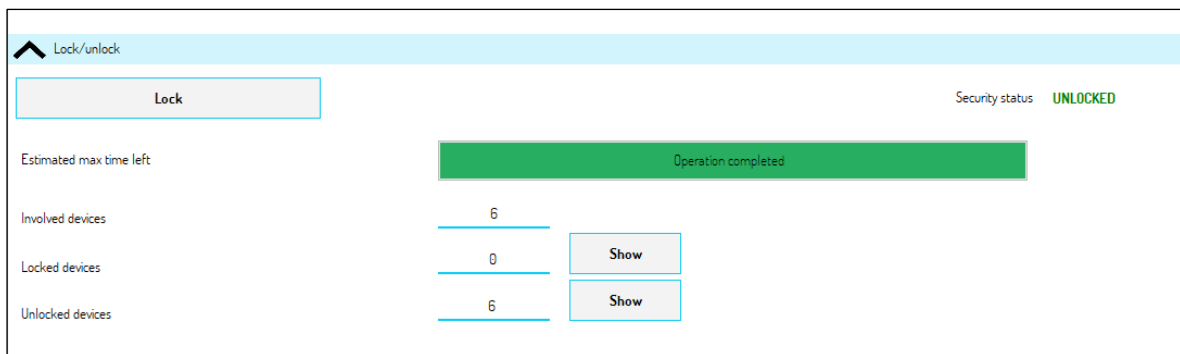 Lock/unlock
Lock
Security status UNLOCKED
Estimated max time left
Operation completed
Involved devices 6
Locked devices 0 Show
Unlocked devices 6 Show